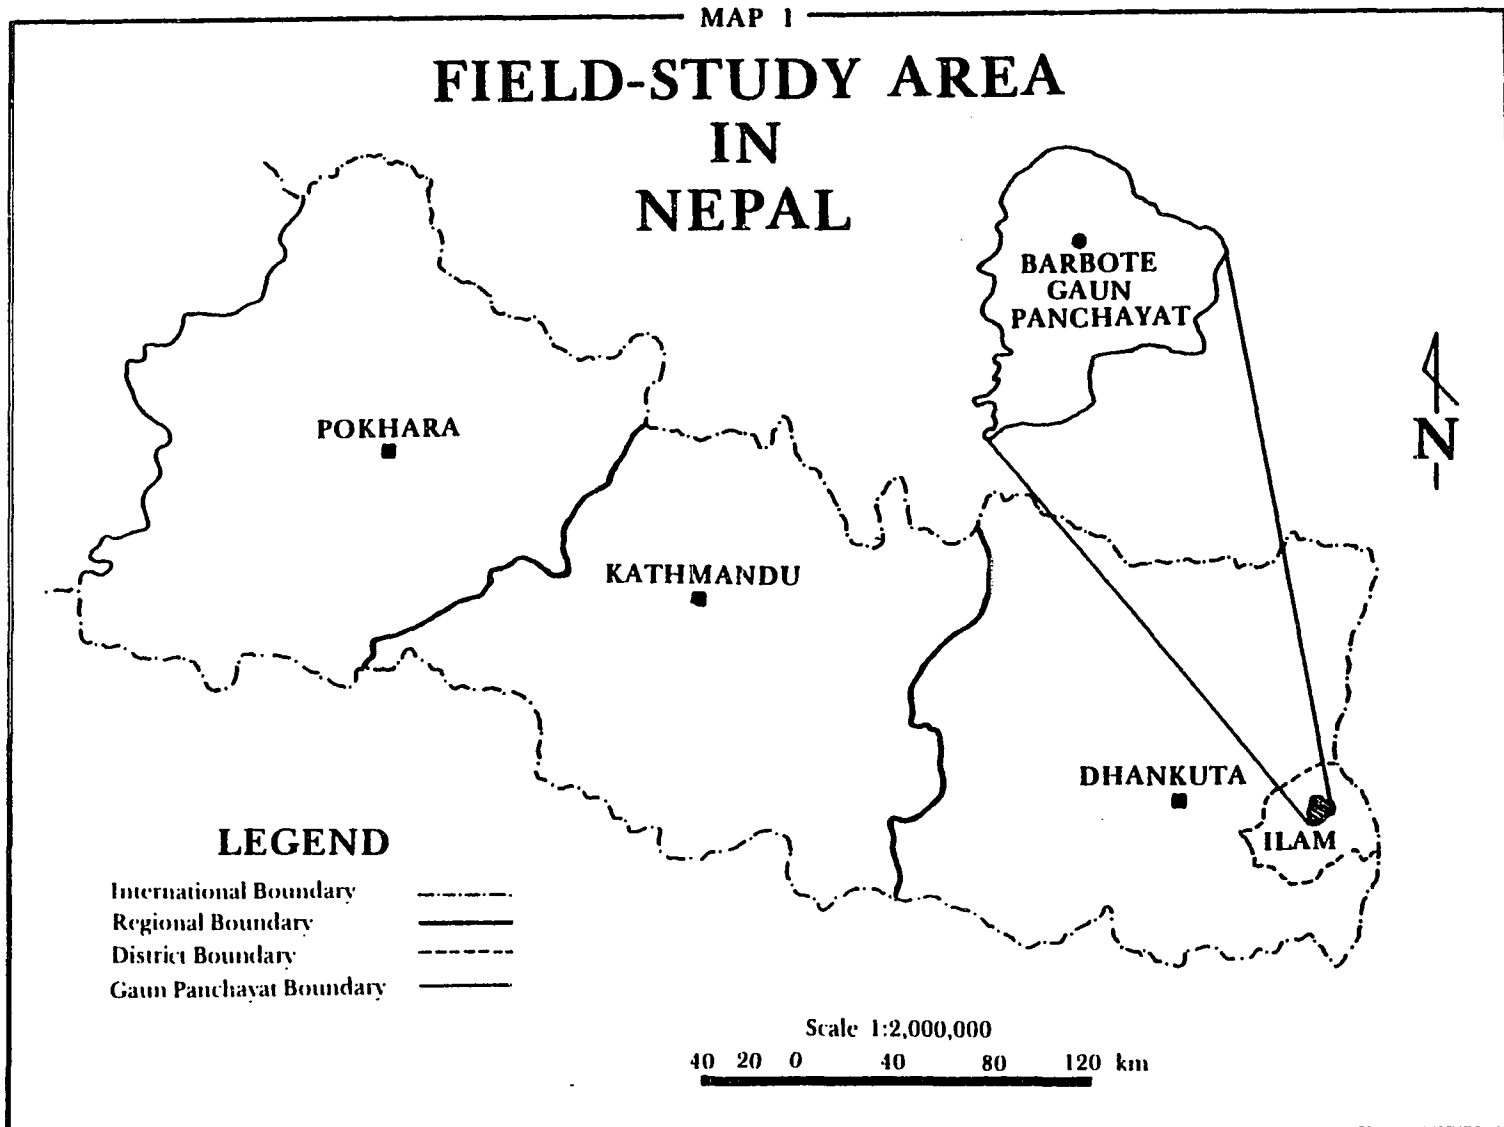 MAP 1
FIELD-STUDY AREA
IN
NEPAL
BARBOTE
GAUN
PANCHAYAT
POKHARA
N
KATHMANDU
DHANKUTA
ILAM
LEGEND
International Boundary
Regional Boundary
District Boundary
Gaun Panchayat Boundary
Scale 1:2,000,000
40 20 0 40 80 120 km